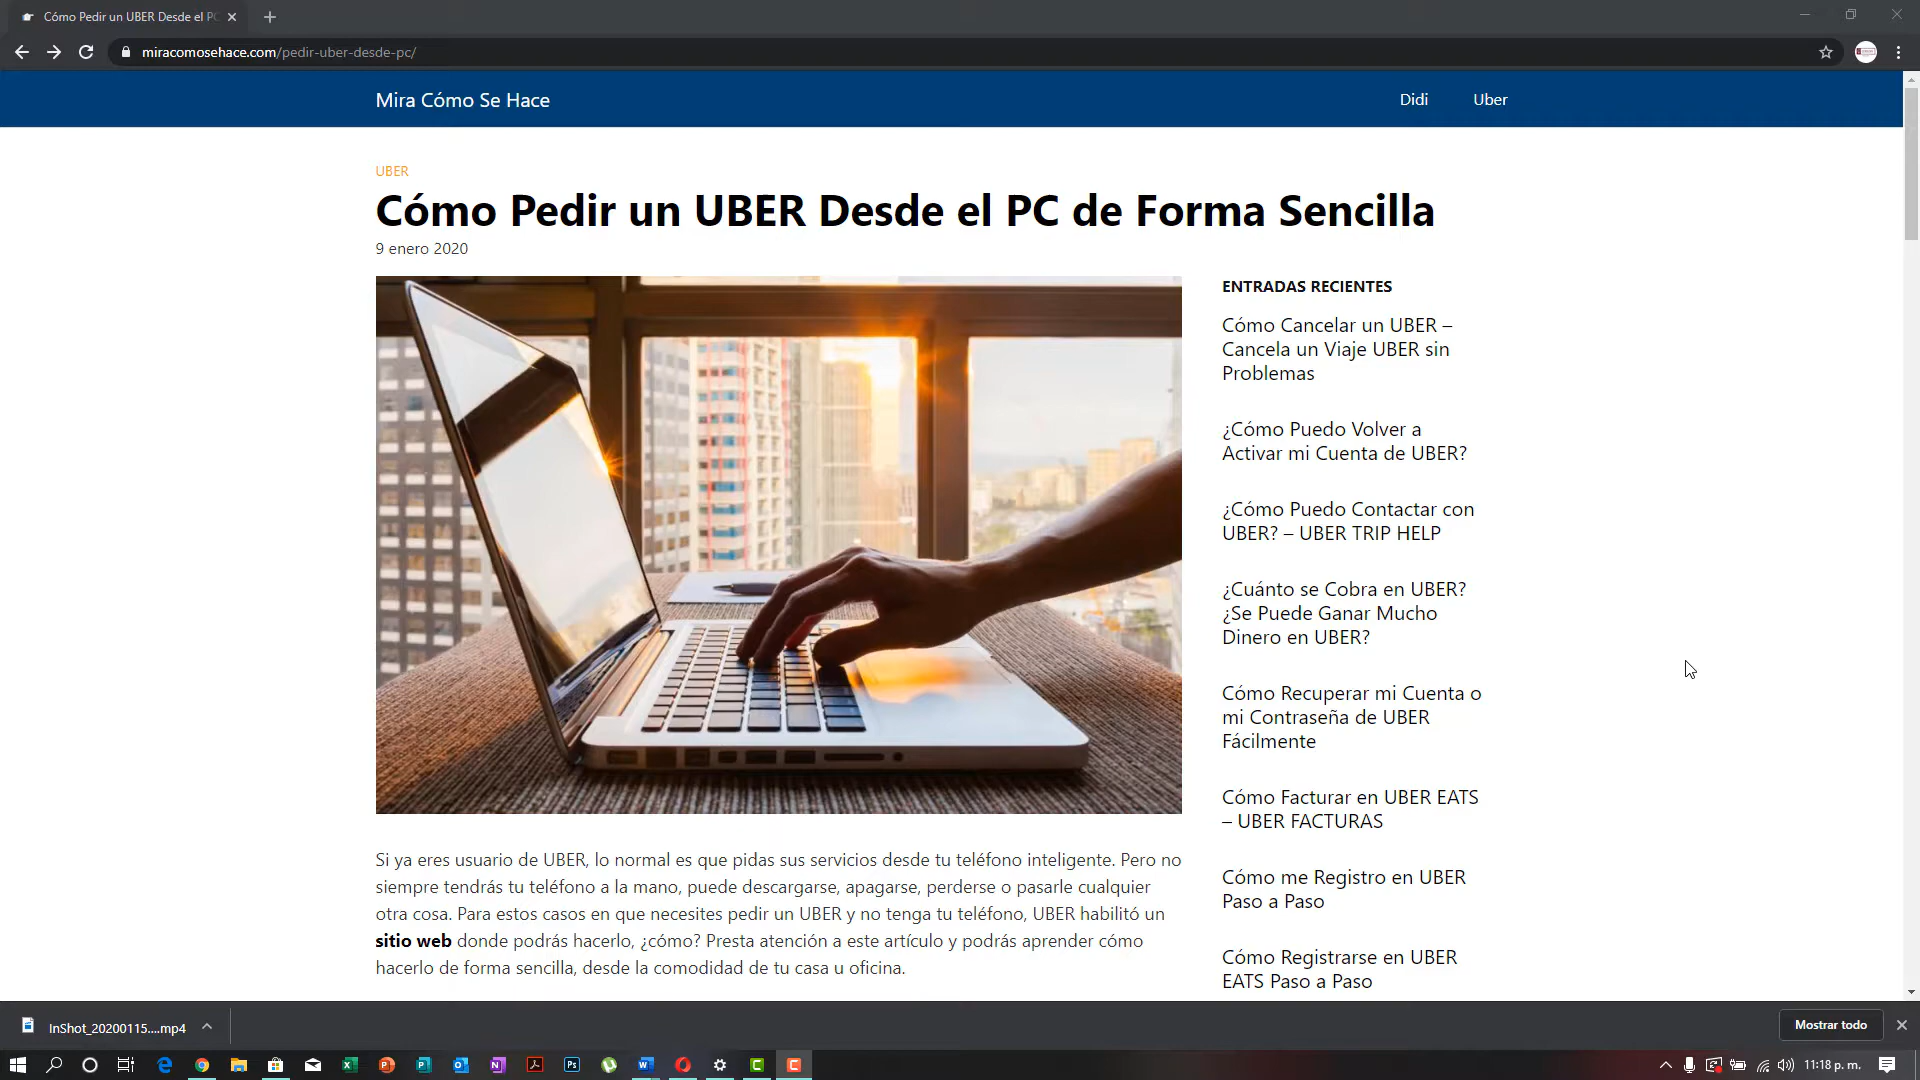 Cómo Pedir un UBER Desde el PC
miracomosehace.com/pedir-uber-desde-pc/
Mira Cómo Se Hace
Didi
Uber
UBER
Cómo Pedir un UBER Desde el PC de Forma Sencilla
9 enero 2020
ENTRADAS RECIENTES
Cómo Cancelar un UBER –
Cancela un Viaje UBER sin
Problemas
¿Cómo Puedo Volver a
Activar mi Cuenta de UBER?
¿Cómo Puedo Contactar con
UBER? – UBER TRIP HELP
¿Cuánto se Cobra en UBER?
¿Se Puede Ganar Mucho
Dinero en UBER?
Cómo Recuperar mi Cuenta o
mi Contraseña de UBER
Fácilmente
Cómo Facturar en UBER EATS
– UBER FACTURAS
Cómo me Registro en UBER
Paso a Paso
Cómo Registrarse en UBER
EATS Paso a Paso
Si ya eres usuario de UBER, lo normal es que pidas sus servicios desde tu teléfono inteligente. Pero no
siempre tendrás tu teléfono a la mano, puede descargarse, apagarse, perderse o pasarle cualquier
otra cosa. Para estos casos en que necesites pedir un UBER y no tenga tu teléfono, UBER habilitó un
sitio web donde podrás hacerlo, ¿cómo? Presta atención a este artículo y podrás aprender cómo
hacerlo de forma sencilla, desde la comodidad de tu casa u oficina.
InShot_20200115....mp4
Mostrar todo
11:18 p. m.